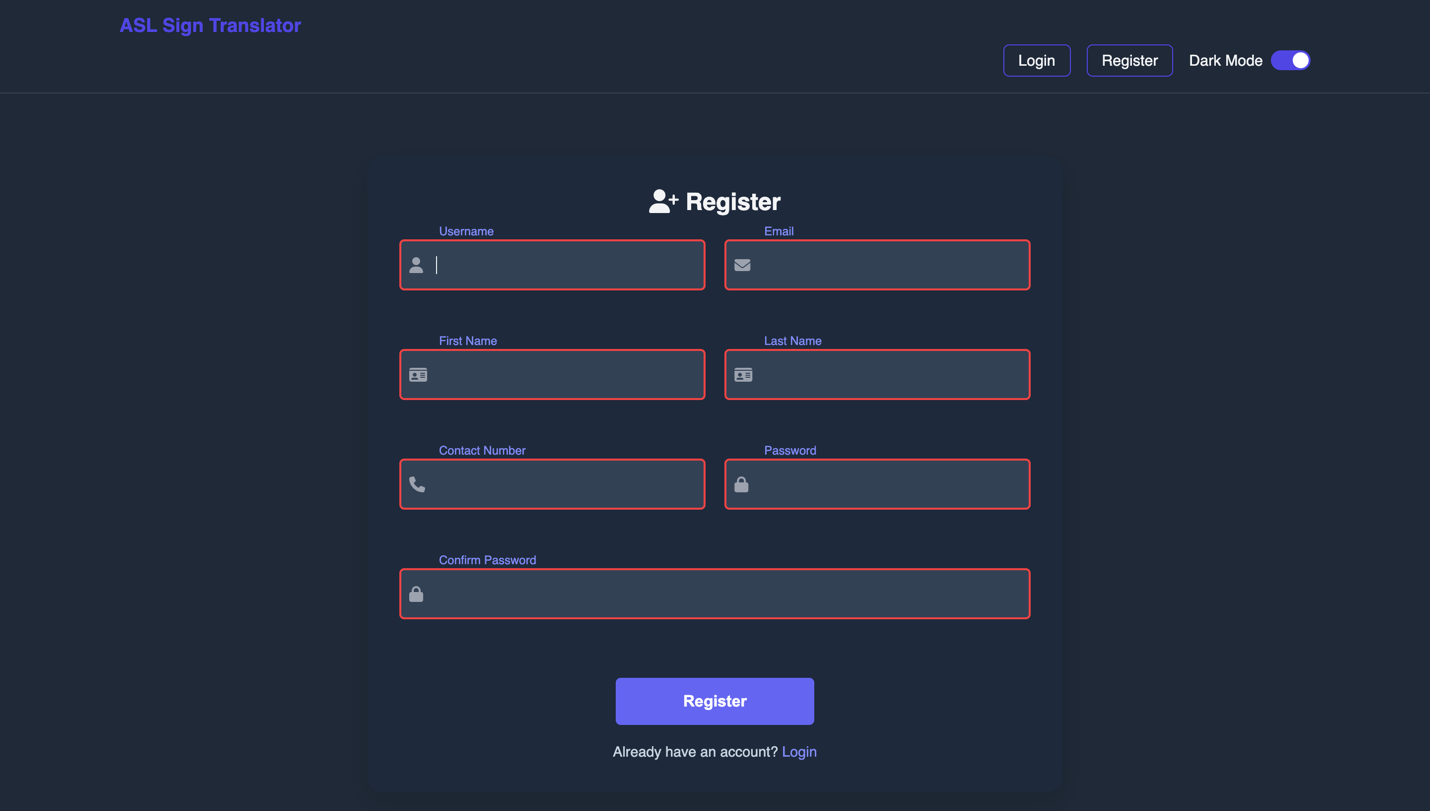 ASL Sign Translator
Login
Register
Dark Mode
Register
Username
Email
First Name
Last Name
Contact Number
Password
Confirm Password
Register
Already have an account? Login